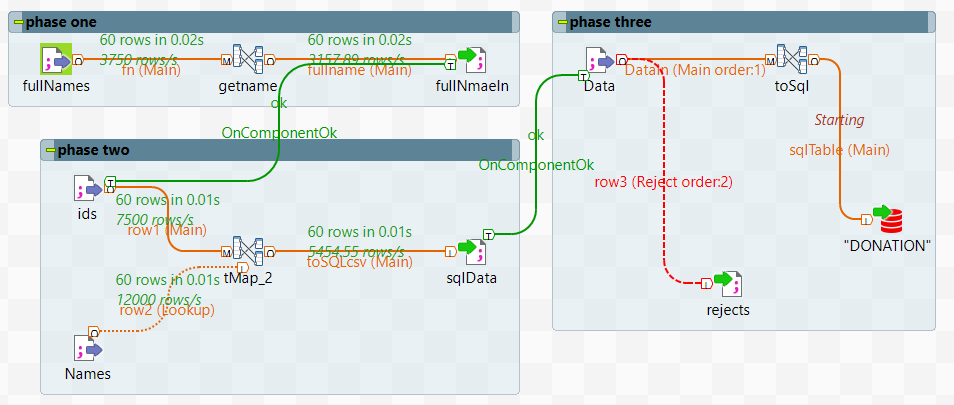 phase one
60 rows in 0.02s
3750 rows/s
fn (Main)
60 rows in 0.02s
3157.89 rows/s
fullname (Main)
fullNames
getname
fullNmaeIn
ok
OnComponentOk
phase two
ids
60 rows in 0.01s
7500 rows/s
row1 (Main)
60 rows in 0.01s
5454.55 rows/s
toSQLcsv (Main)
tMap_2
sqlData
60 rows in 0.01s
12000 rows/s
row2 (Lookup)
Names
ok
OnComponentOk
phase three
Data
DataIn (Main order:1)
toSql
Starting
sqlTable (Main)
row3 (Reject order:2)
"DONATION"
rejects